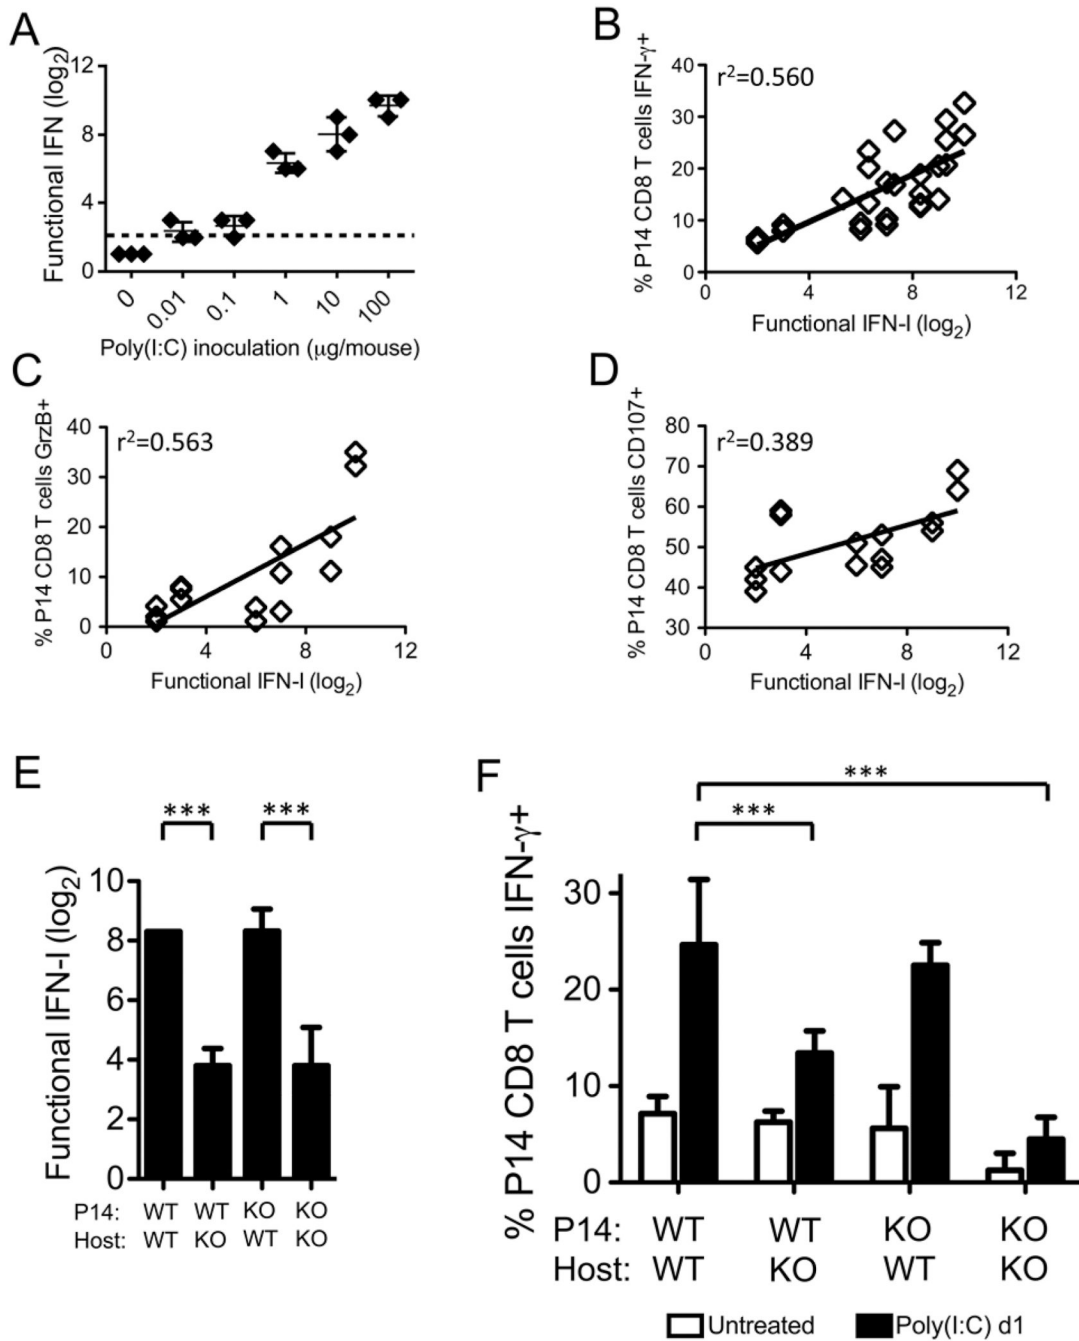 A
Functional IFN (log2)
12
8
4
0
0 0.01 0.1 1 10 100
Poly(I:C) inoculation (μg/mouse)
B
% P14 CD8 T cells IFN-γ+
r2=0.560
40
30
20
10
0
0 4 8 12
Functional IFN-I (log2)
C
% P14 CD8 T cells GrzB+
r2=0.563
40
30
20
10
0
0 4 8 12
Functional IFN-I (log2)
D
% P14 CD8 T cells CD107+
r2=0.389
80
70
60
50
40
30
0 4 8 12
Functional IFN-I (log2)
E
*** ***
Functional IFN-I (log2)
10
8
6
4
2
0
P14: WT WT KO KO
Host: WT KO WT KO
F
***
***
% P14 CD8 T cells IFN-γ+
30
20
10
0
P14: WT WT KO KO
Host: WT KO WT KO
Untreated Poly(I:C) d1